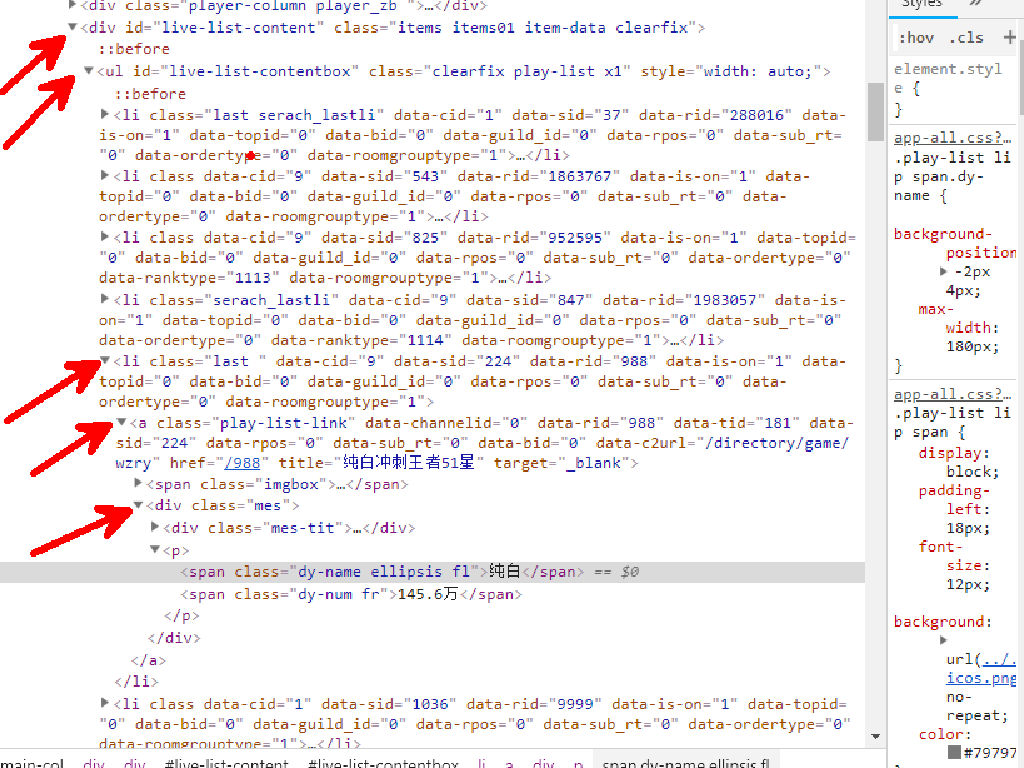 <div class="player-column player_zb ">…</div>
<div id="live-list-content" class="items items01 item-data clearfix">
::before
<ul id="live-list-contentbox" class="clearfix play-list x1" style="width: auto;">
::before
<li class="last serach_lastli" data-cid="1" data-sid="37" data-rid="288016" data-
is-on="1" data-topid="0" data-bid="0" data-guild_id="0" data-rpos="0" data-sub_rt=
"0" data-ordertype="0" data-roomgrouptype="1">…</li>
<li class data-cid="9" data-sid="543" data-rid="1863767" data-is-on="1" data-
topid="0" data-bid="0" data-guild_id="0" data-rpos="0" data-sub_rt="0" data-
ordertype="0" data-roomgrouptype="1">…</li>
<li class data-cid="9" data-sid="825" data-rid="952595" data-is-on="1" data-topid=
"0" data-bid="0" data-guild_id="0" data-rpos="0" data-sub_rt="0" data-ordertype="0"
data-ranktype="1113" data-roomgrouptype="1">…</li>
<li class="serach_lastli" data-cid="9" data-sid="847" data-rid="1983057" data-is-
on="1" data-topid="0" data-bid="0" data-guild_id="0" data-rpos="0" data-sub_rt="0"
data-ordertype="0" data-ranktype="1114" data-roomgrouptype="1">…</li>
<li class="last " data-cid="9" data-sid="224" data-rid="988" data-is-on="1" data-
topid="0" data-bid="0" data-guild_id="0" data-rpos="0" data-sub_rt="0" data-
ordertype="0" data-roomgrouptype="1">
<a class="play-list-link" data-channelid="0" data-rid="988" data-tid="181" data-
sid="224" data-rpos="0" data-sub_rt="0" data-bid="0" data-c2url="/directory/game/
wzry" href="/988" title="纯白冲刺王者51星" target="_blank">
<span class="imgbox">…</span>
<div class="mes">
<div class="mes-tit">…</div>
<p>
<span class="dy-name ellipsis fl">纯白</span> == $0
<span class="dy-num fr">145.6万</span>
</p>
</div>
</a>
</li>
<li class data-cid="1" data-sid="1036" data-rid="9999" data-is-on="1" data-topid=
"0" data-bid="0" data-guild_id="0" data-rpos="0" data-sub_rt="0" data-ordertype="0"
data-roomgrouptype="1">…</li>
main-col div div #live-list-content #live-list-contentbox li a div p span.dy-name.ellipsis.fl
Styles »
:hov .cls +
element.styl
e {
}
app-all.css?…
.play-list li
p span.dy-
name {
background-
position
-2px
4px;
max-
width:
180px;
}
app-all.css?…
.play-list li
p span {
display:
block;
padding-
left:
18px;
font-
size:
12px;
background:
url(../.
icos.png
no-
repeat;
color:
#79797